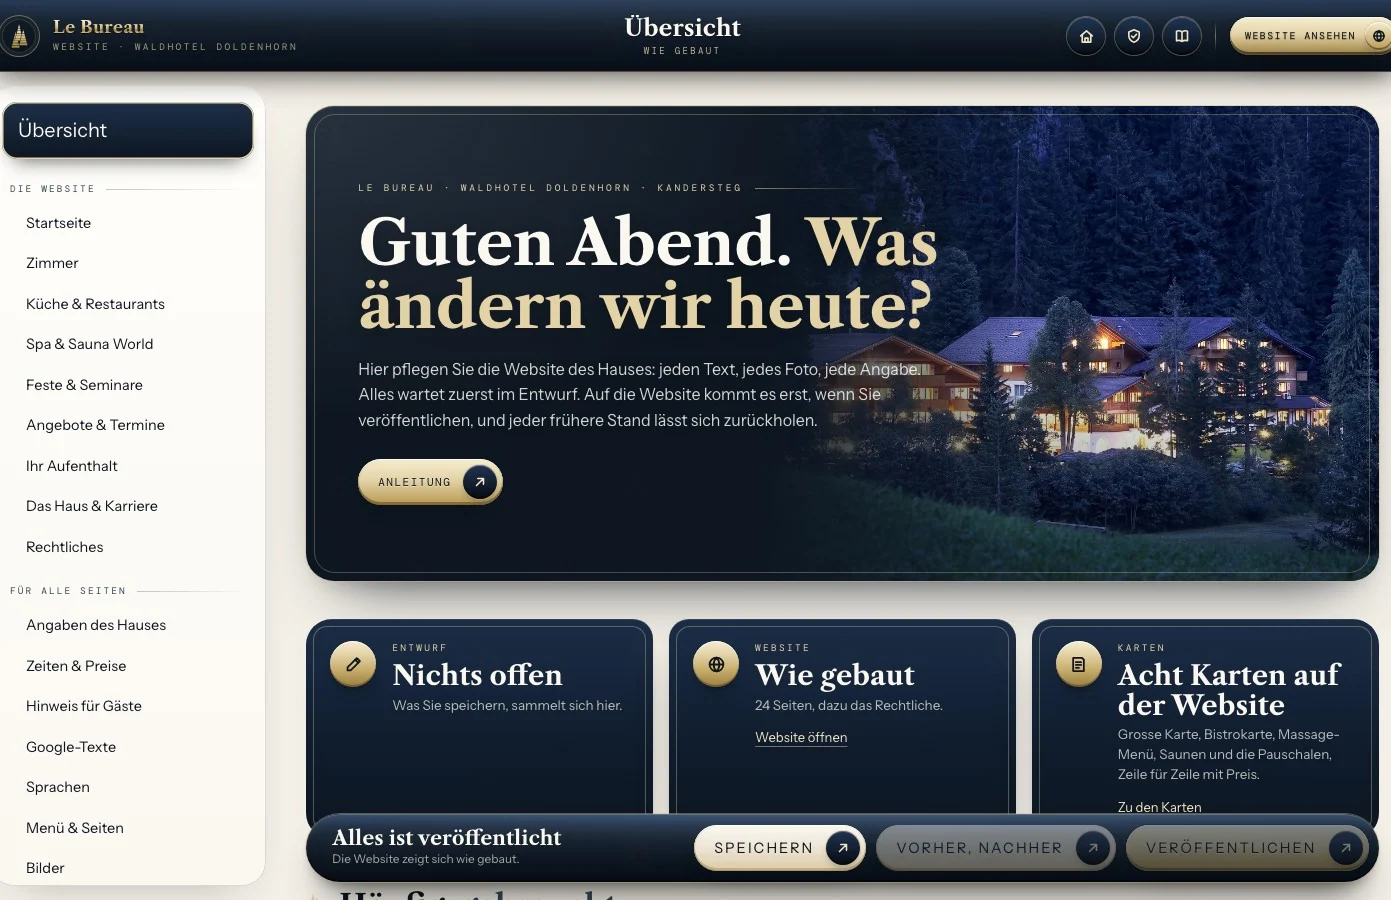 Le Bureau
WEBSITE · WALDHOTEL DOLDENHORN
Übersicht
WIE GEBAUT
WEBSITE ANSEHEN
Übersicht
DIE WEBSITE
Startseite
Zimmer
Küche & Restaurants
Spa & Sauna World
Feste & Seminare
Angebote & Termine
Ihr Aufenthalt
Das Haus & Karriere
Rechtliches
FÜR ALLE SEITEN
Angaben des Hauses
Zeiten & Preise
Hinweis für Gäste
Google-Texte
Sprachen
Menü & Seiten
Bilder
LE BUREAU · WALDHOTEL DOLDENHORN · KANDERSTEG
Guten Abend. Was
ändern wir heute?
Hier pflegen Sie die Website des Hauses: jeden Text, jedes Foto, jede Angabe.
Alles wartet zuerst im Entwurf. Auf die Website kommt es erst, wenn Sie
veröffentlichen, und jeder frühere Stand lässt sich zurückholen.
ANLEITUNG
ENTWURF
Nichts offen
Was Sie speichern, sammelt sich hier.
WEBSITE
Wie gebaut
24 Seiten, dazu das Rechtliche.
Website öffnen
KARTEN
Acht Karten auf
der Website
Grosse Karte, Bistrokarte, Massage-
Menü, Saunen und die Pauschalen,
Zeile für Zeile mit Preis.
Zu den Karten
Alles ist veröffentlicht
Die Website zeigt sich wie gebaut.
SPEICHERN
VORHER, NACHHER
VERÖFFENTLICHEN